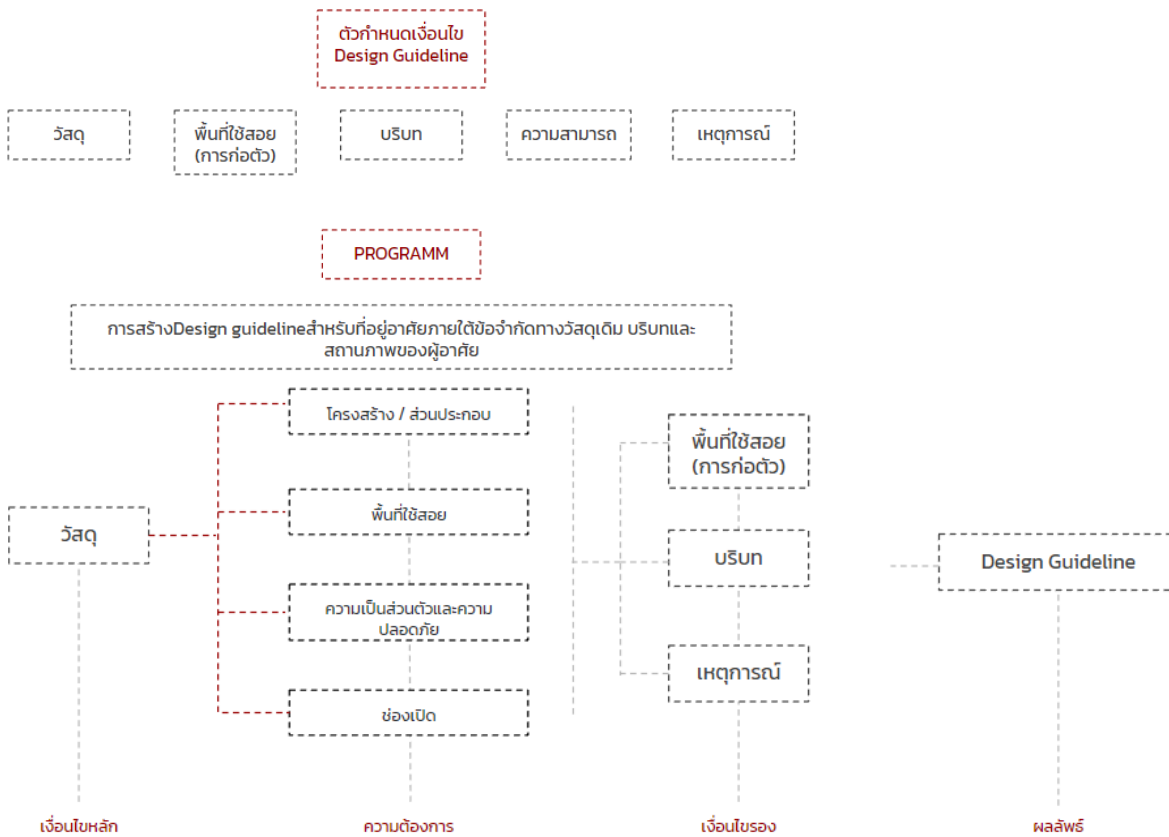 ตัวกำหนดเงื่อนไข
Design Guideline
วัสดุ
พื้นที่ใช้สอย
(การก่อตัว)
บริบท
ความสามารถ
เหตุการณ์
PROGRAMM
การสร้างDesign guidelineสำหรับที่อยู่อาศัยภายใต้ข้อจำกัดทางวัสดุเดิม บริบทและ
สถานภาพของผู้อาศัย
วัสดุ
โครงสร้าง / ส่วนประกอบ
พื้นที่ใช้สอย
ความเป็นส่วนตัวและความ
ปลอดภัย
ช่องเปิด
พื้นที่ใช้สอย
(การก่อตัว)
บริบท
เหตุการณ์
Design Guideline
เงื่อนไขหลัก
ความต้องการ
เงื่อนไขรอง
ผลลัพธ์